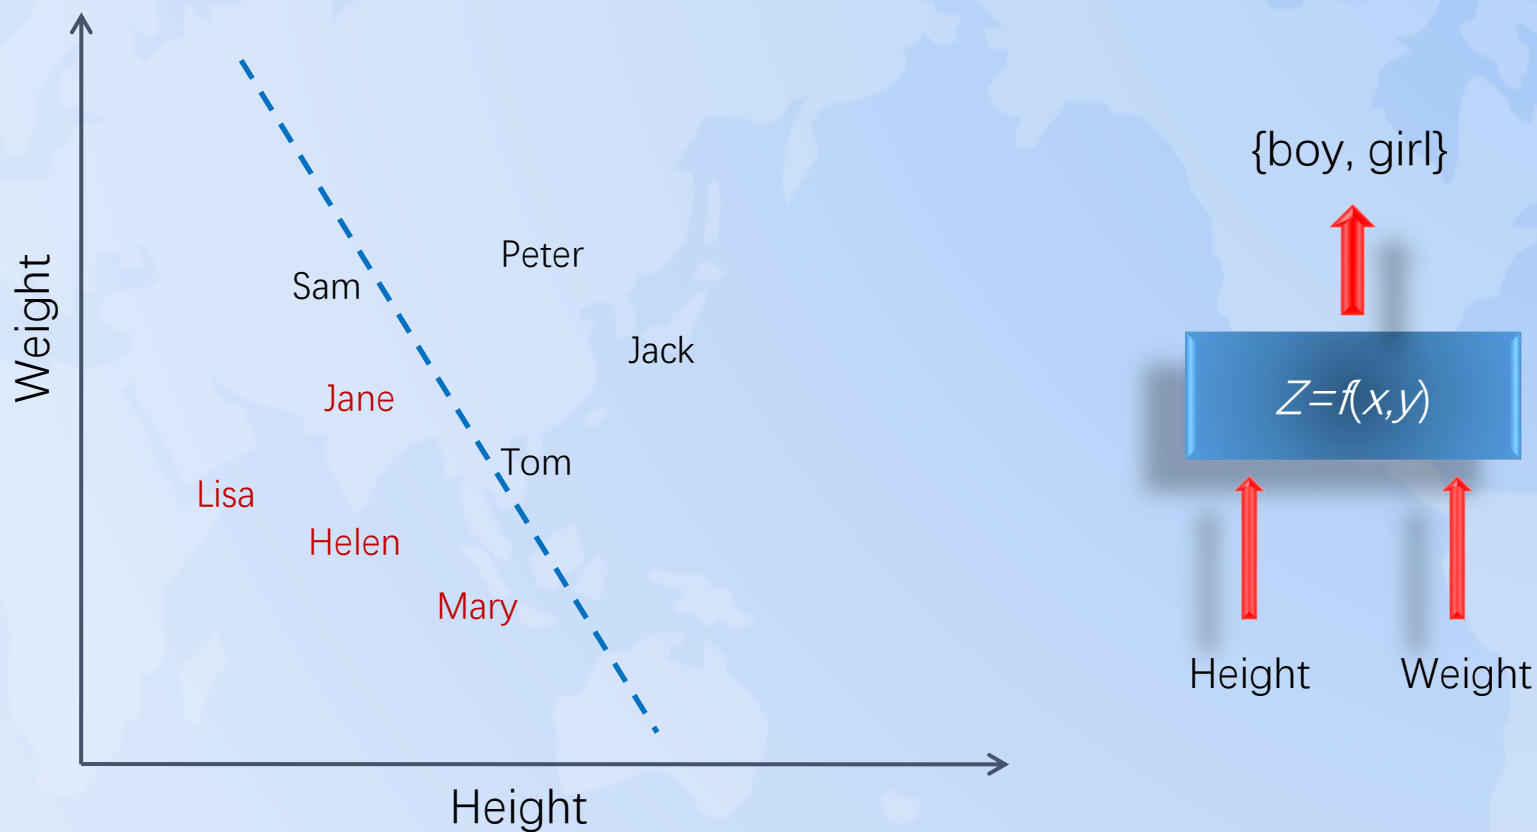 Weight
Sam
Peter
Jack
Jane
Tom
Lisa
Helen
Mary
Height
{boy, girl}
Z=f(x,y)
Height
Weight